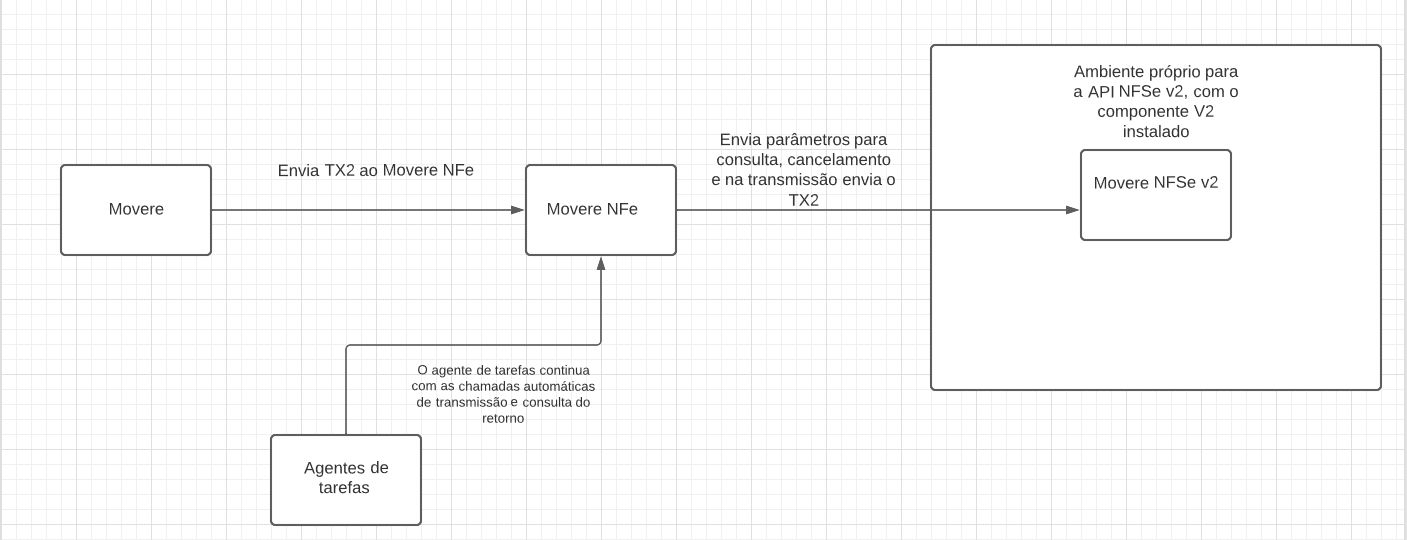 Ambiente próprio para
a API NFSe v2, com o
componente V2
instalado
Envia parâmetros para
consulta, cancelamento
e na transmissão envia o
TX2
Envia TX2 ao Movere NFe
Movere
Movere NFe
Movere NFSe v2
O agente de tarefas continua
com as chamadas automáticas
de transmissão e consulta do
retorno
Agentes de
tarefas